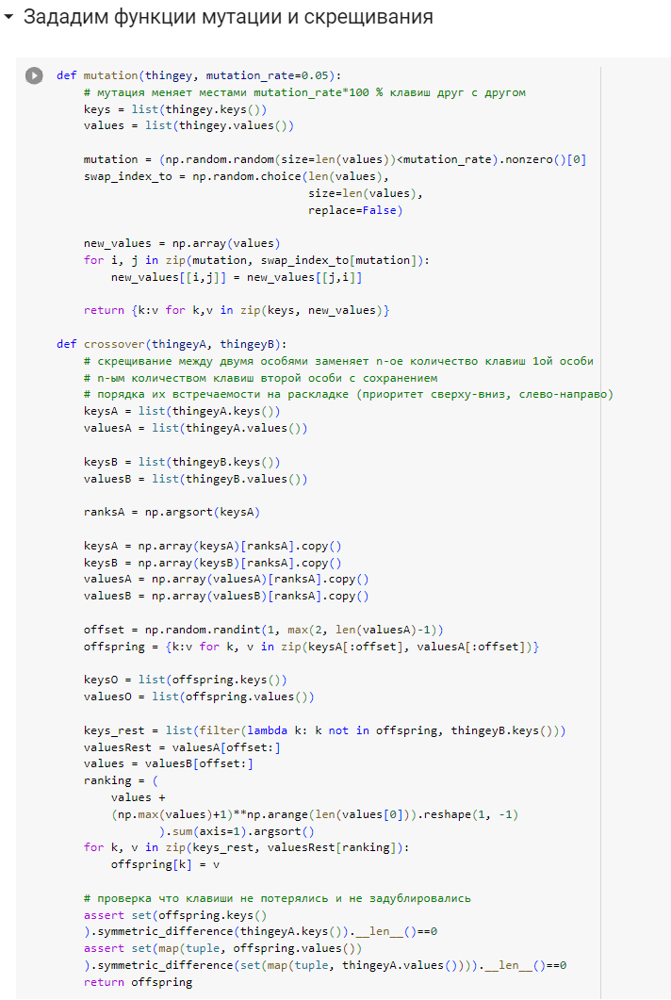 Зададим функции мутации и скрещивания
def mutation(thingey, mutation_rate=0.05):
    # мутация меняет местами mutation_rate*100 % клавиш друг с другом
    keys = list(thingey.keys())
    values = list(thingey.values())

    mutation = (np.random.random(size=len(values))<mutation_rate).nonzero()[0]
    swap_index_to = np.random.choice(len(values),
                                     size=len(values),
                                     replace=False)

    new_values = np.array(values)
    for i, j in zip(mutation, swap_index_to[mutation]):
        new_values[[i,j]] = new_values[[j,i]]

    return {k:v for k,v in zip(keys, new_values)}

def crossover(thingeyA, thingeyB):
    # скрещивание между двумя особями заменяет n-ое количество клавиш 1ой особи
    # n-ым количеством клавиш второй особи с сохранением
    # порядка их встречаемости на раскладке (приоритет сверху-вниз, слево-направо)
    keysA = list(thingeyA.keys())
    valuesA = list(thingeyA.values())

    keysB = list(thingeyB.keys())
    valuesB = list(thingeyB.values())

    ranksA = np.argsort(keysA)

    keysA = np.array(keysA)[ranksA].copy()
    keysB = np.array(keysB)[ranksA].copy()
    valuesA = np.array(valuesA)[ranksA].copy()
    valuesB = np.array(valuesB)[ranksA].copy()

    offset = np.random.randint(1, max(2, len(valuesA)-1))
    offspring = {k:v for k, v in zip(keysA[:offset], valuesA[:offset])}

    keysO = list(offspring.keys())
    valuesO = list(offspring.values())

    keys_rest = list(filter(lambda k: k not in offspring, thingeyB.keys()))
    valuesRest = valuesA[offset:]
    values = valuesB[offset:]
    ranking = (
        values +
        (np.max(values)+1)**np.arange(len(values[0])).reshape(1, -1)
               ).sum(axis=1).argsort()
    for k, v in zip(keys_rest, valuesRest[ranking]):
        offspring[k] = v

    # проверка что клавиши не потерялись и не задублировались
    assert set(offspring.keys()
    ).symmetric_difference(thingeyA.keys()).__len__()==0
    assert set(map(tuple, offspring.values())
    ).symmetric_difference(set(map(tuple, thingeyA.values()))).__len__()==0
    return offspring